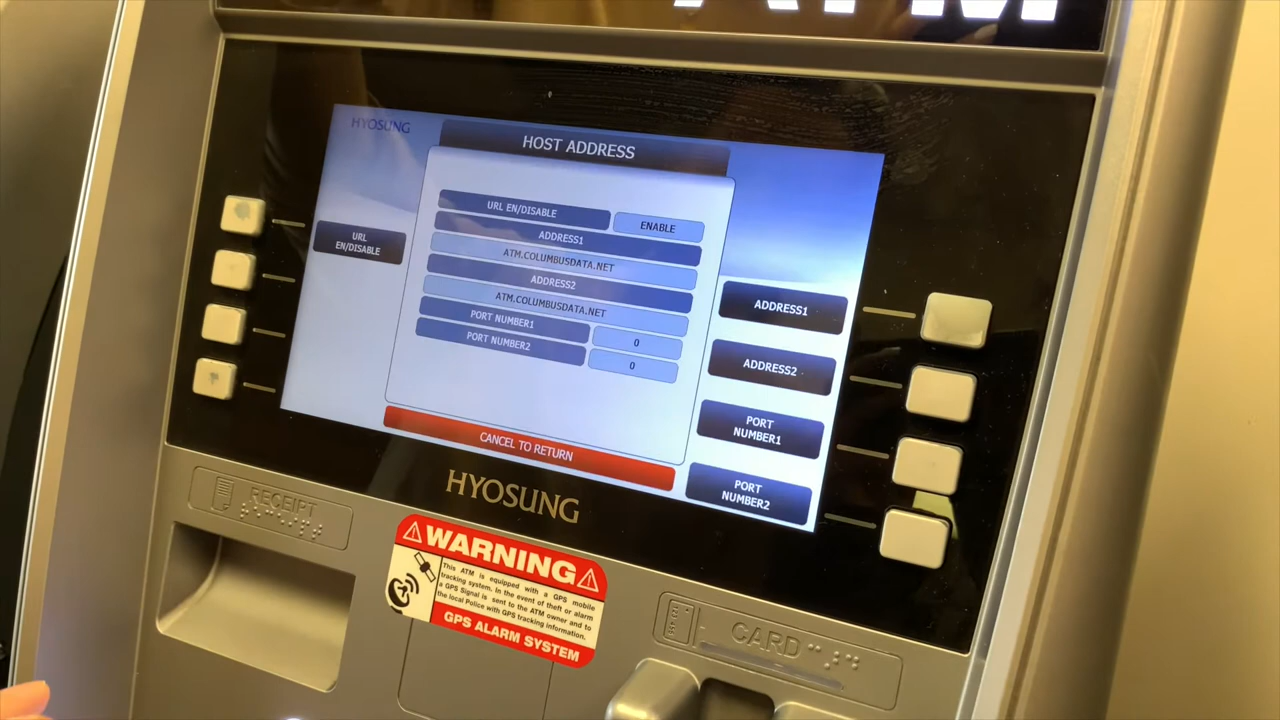 ATM
HYOSUNG
HOST ADDRESS
URL EN/DISABLE
ENABLE
URL
EN/DISABLE
ADDRESS1
ATM.COLUMBUSDATA.NET
ADDRESS2
ATM.COLUMBUSDATA.NET
PORT NUMBER1
0
PORT NUMBER2
0
ADDRESS1
ADDRESS2
PORT
NUMBER1
PORT
NUMBER2
CANCEL TO RETURN
HYOSUNG
RECEIPT
WARNING
This ATM is equipped with a GPS mobile
tracking system. In the event of theft or alarm
a GPS Signal is sent to the ATM owner and to
the local Police with GPS tracking information.
GPS ALARM SYSTEM
CARD